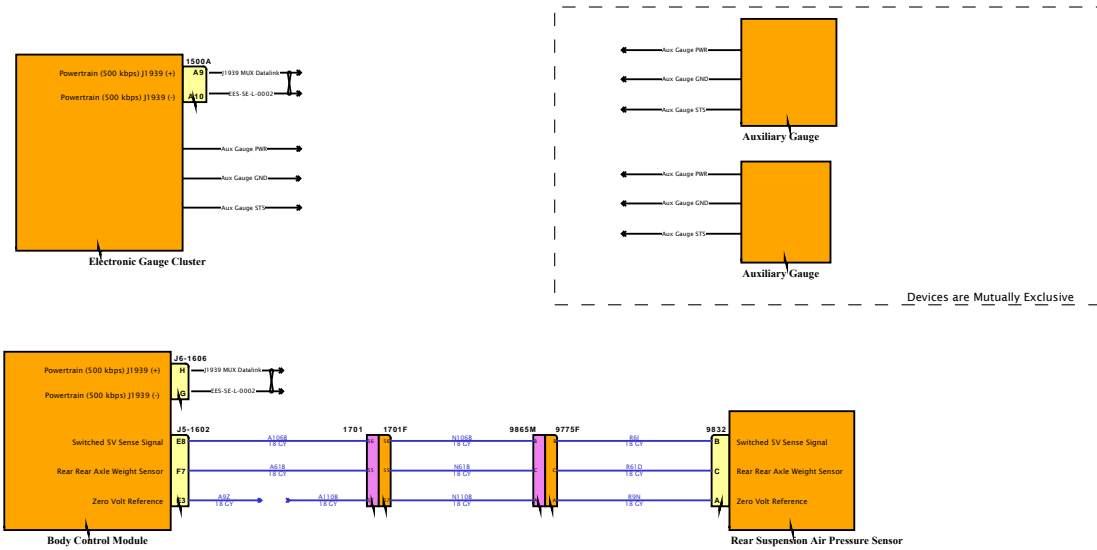 1500A
Powertrain (500 kbps) J1939 (+)
A9
J1939 MUX Datalink
Powertrain (500 kbps) J1939 (-)
A10
EES-SE-L-0002
Aux Gauge PWR
Aux Gauge GND
Aux Gauge STS
Electronic Gauge Cluster
Aux Gauge PWR
Aux Gauge GND
Aux Gauge STS
Auxiliary Gauge
Aux Gauge PWR
Aux Gauge GND
Aux Gauge STS
Auxiliary Gauge
Devices are Mutually Exclusive
J6-1606
Powertrain (500 kbps) J1939 (+)
H
J1939 MUX Datalink
Powertrain (500 kbps) J1939 (-)
G
EES-SE-L-0002
J5-1602
1701
1701F
9865M
9775F
9832
Switched 5V Sense Signal
E8
A106B
18 GY
S6
S6
N106B
18 GY
B
B
R6J
18 GY
B
Switched 5V Sense Signal
Rear Rear Axle Weight Sensor
F7
A61B
18 GY
S5
S5
N61B
18 GY
C
C
R61D
18 GY
C
Rear Rear Axle Weight Sensor
Zero Volt Reference
E3
A9Z
18 GY
A110B
18 GY
N110B
18 GY
A
R9N
18 GY
A
Zero Volt Reference
Body Control Module
Rear Suspension Air Pressure Sensor